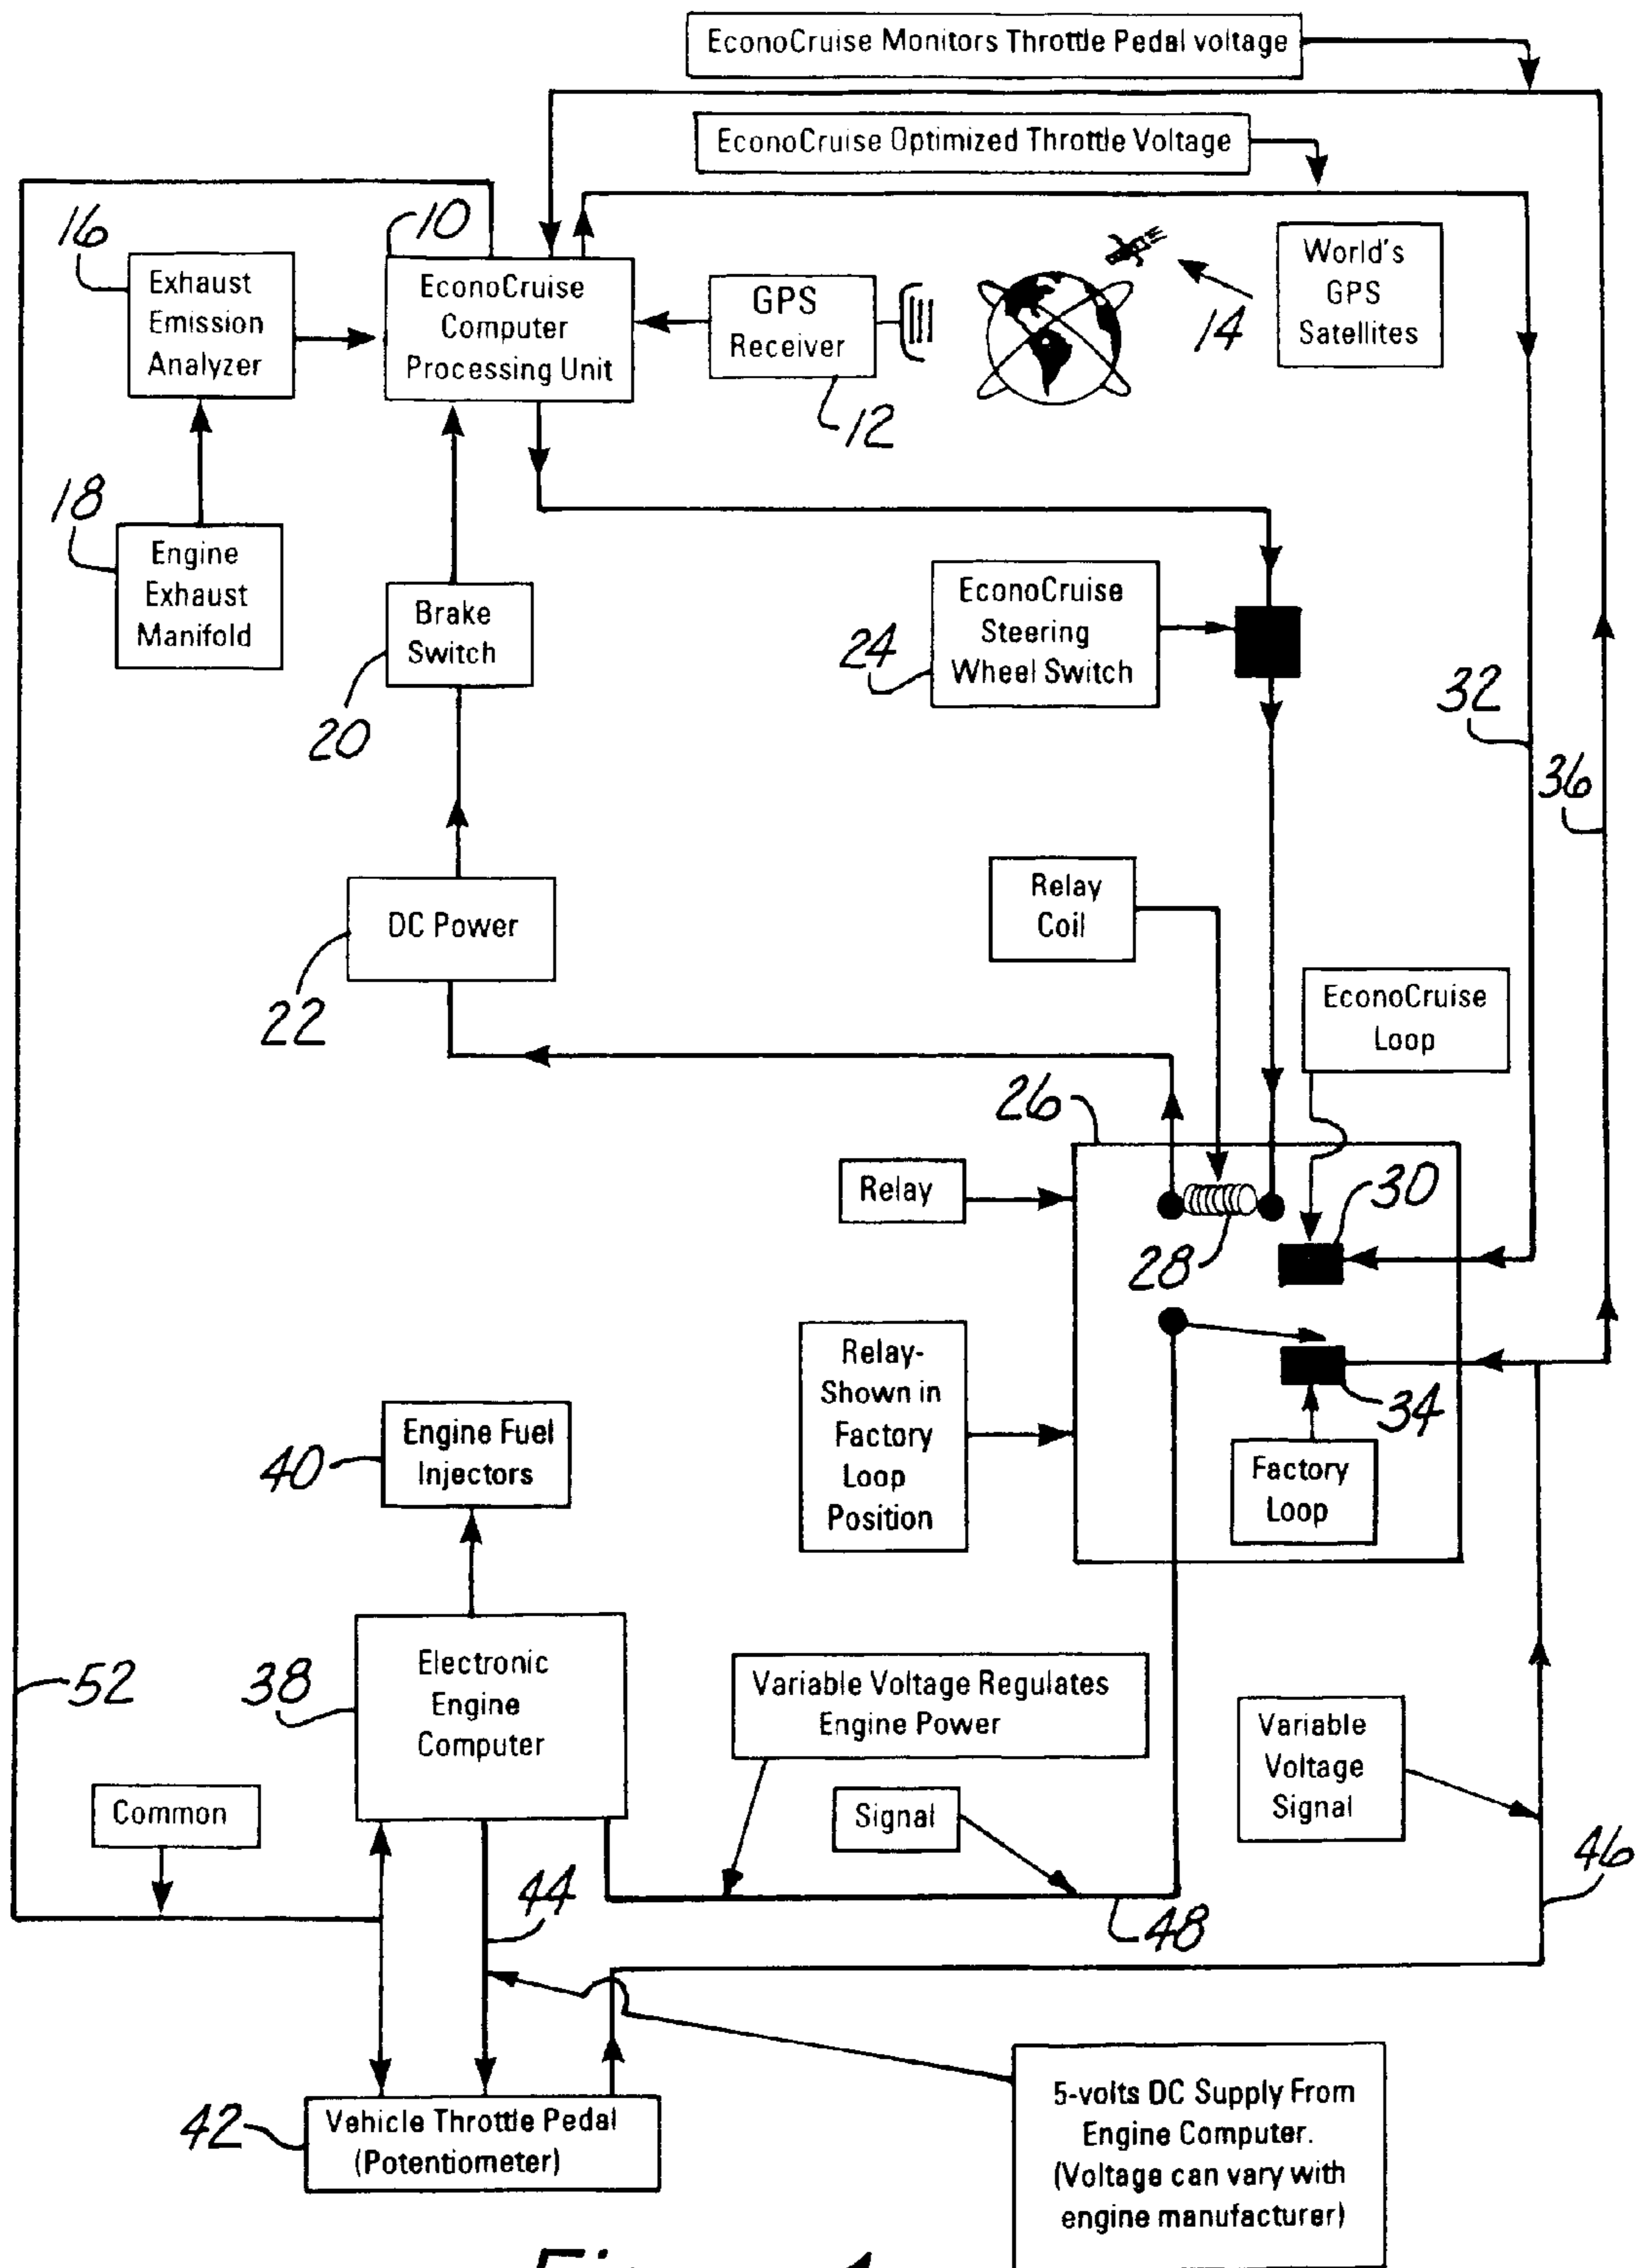 EconoCruise Monitors Throttle Pedal voltage
EconoCruise Optimized Throttle Voltage
16
10
Exhaust
Emission
Analyzer
EconoCruise
Computer
Processing Unit
GPS
Receiver
12
14
World's
GPS
Satellites
18
Engine
Exhaust
Manifold
Brake
Switch
20
EconoCruise
Steering
Wheel Switch
24
32
36
Relay
Coil
DC Power
22
EconoCruise
Loop
26
Relay
28
30
Relay-
Shown in
Factory
Loop
Position
34
Factory
Loop
Engine Fuel
Injectors
40
52
38
Electronic
Engine
Computer
Variable Voltage Regulates
Engine Power
Variable
Voltage
Signal
Common
Signal
44
48
46
42
Vehicle Throttle Pedal
(Potentiometer)
5-volts DC Supply From
Engine Computer.
(Voltage can vary with
engine manufacturer)